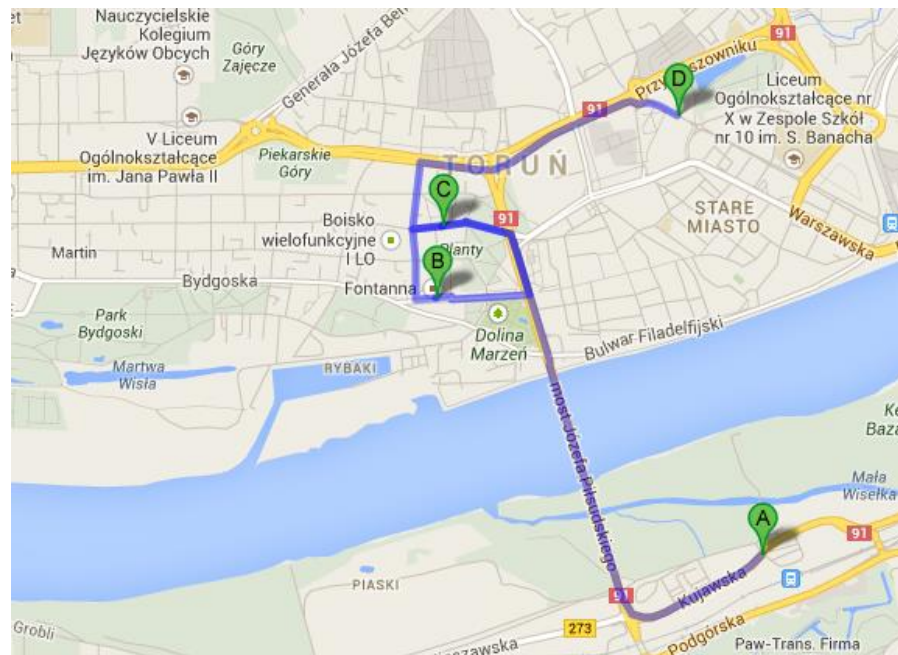 Nauczycielskie
Kolegium
Języków Obcych
Góry
Zajęcze
Generała Józefa Bem
91
Przy
szowniku
D
91
Liceum
Ogólnokształcące nr
X w Zespole Szkół
nr 10 im. S. Banacha
V Liceum
Ogólnokształcące
im. Jana Pawła II
Piekarskie
Góry
TORUŃ
C
91
STARE
MIASTO
Warszawska
Boisko
wielofunkcyjne
I LO
Planty
Martin
B
Bydgoska
Fontanna
Park
Bydgoski
Dolina
Marzeń
Bulwar Filadelfijski
Martwa
Wisła
RYBAKI
most Józefa Piłsudskiego
Mała
Wisełka
A
91
PIASKI
Kujawska
91
273
Podgórska
Grobli
Paw-Trans. Firma